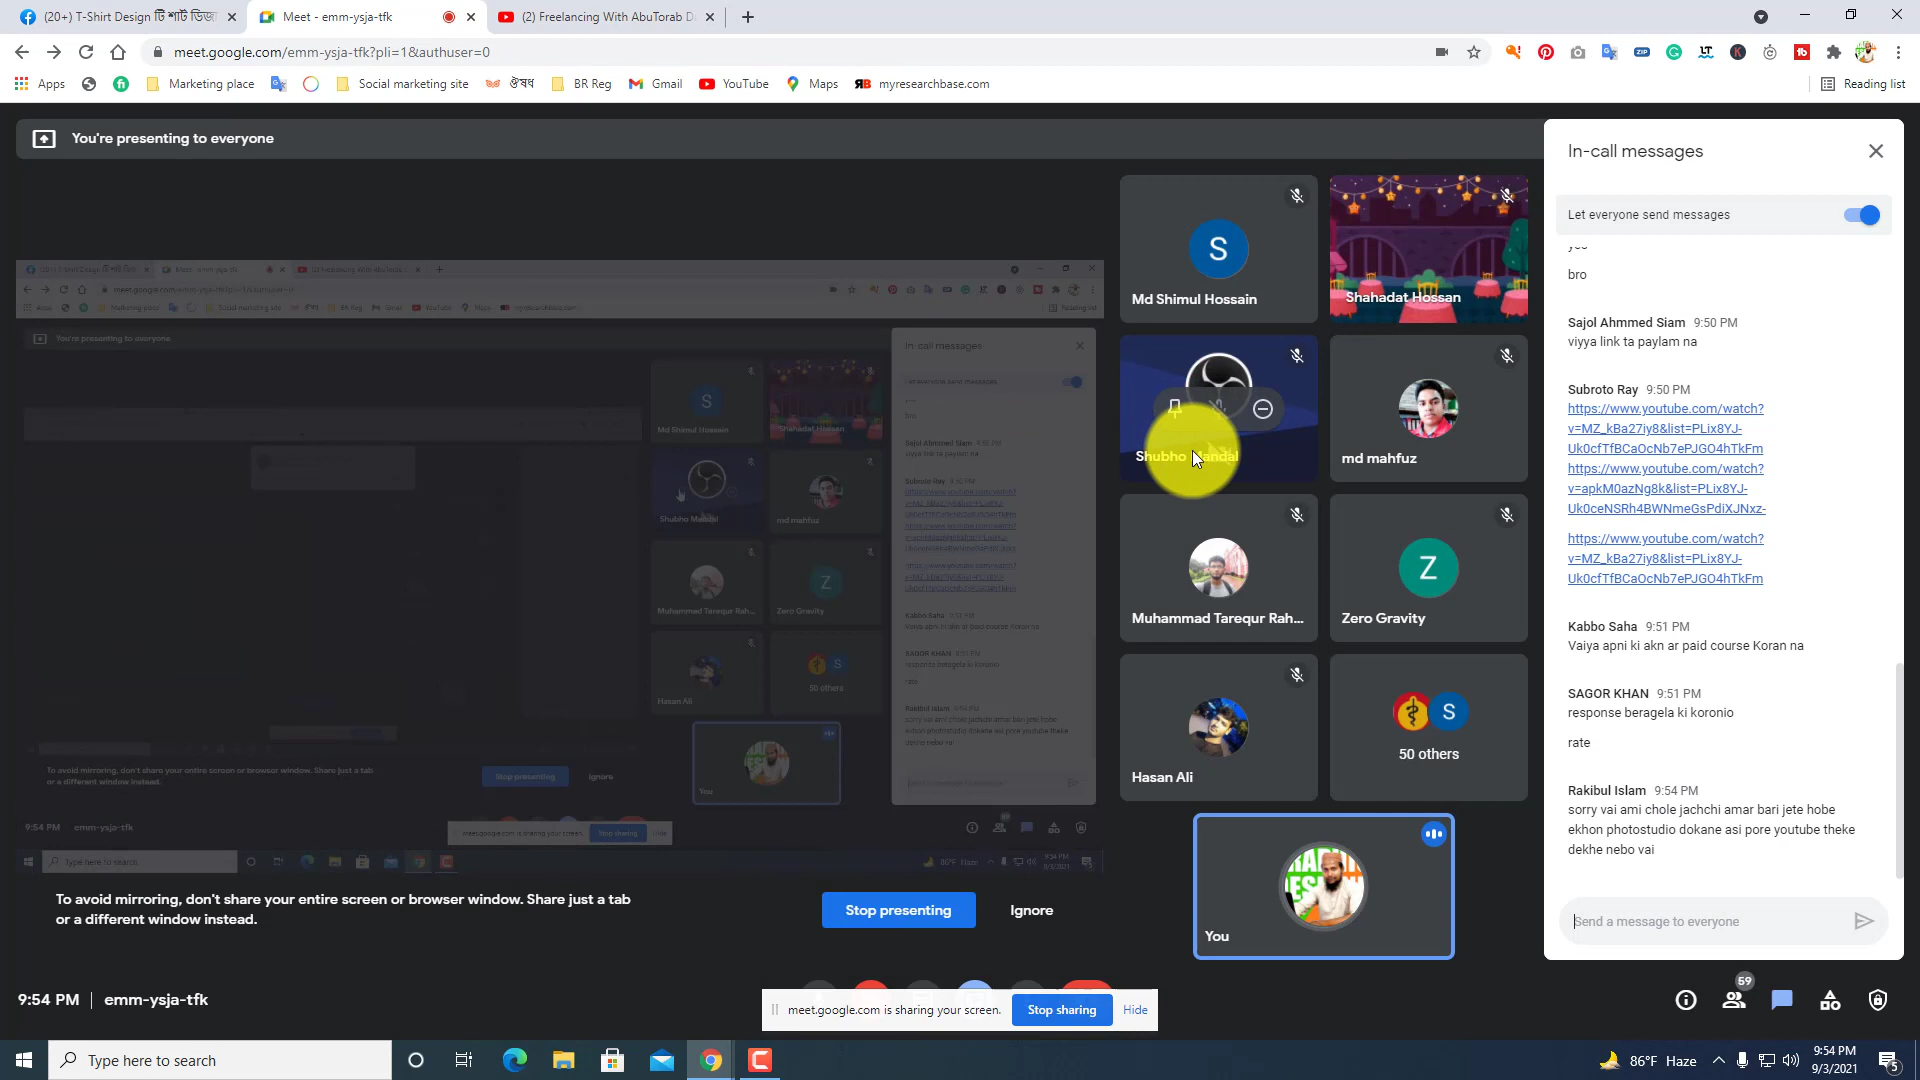 (20+) T-Shirt Design টি শার্ট ডিজা
Meet - emm-ysja-tfk
(2) Freelancing With AbuTorab D
meet.google.com/emm-ysja-tfk?pli=1&authuser=0
Apps
Marketing place
Social marketing site
ঔষধ
BR Reg
Gmail
YouTube
Maps
myresearchbase.com
Reading list
You're presenting to everyone
In-call messages
Let everyone send messages
yes
bro
Sajol Ahmmed Siam 9:50 PM
viyya link ta paylam na
Subroto Ray 9:50 PM
https://www.youtube.com/watch?
v=MZ_kBa27iy8&list=PLix8YJ-
Uk0cfTfBCaOcNb7ePJGO4hTkFm
https://www.youtube.com/watch?
v=apkM0azNg8k&list=PLix8YJ-
Uk0ceNSRh4BWNmeGsPdiXJNxz-
https://www.youtube.com/watch?
v=MZ_kBa27iy8&list=PLix8YJ-
Uk0cfTfBCaOcNb7ePJGO4hTkFm
Kabbo Saha 9:51 PM
Vaiya apni ki akn ar paid course Koran na
SAGOR KHAN 9:51 PM
response beragela ki koronio
rate
Rakibul Islam 9:54 PM
sorry vai ami chole jachchi amar bari jete hobe
ekhon photostudio dokane asi pore youtube theke
dekhe nebo vai
Send a message to everyone
S
Md Shimul Hossain
Shahadat Hossan
Shubho Mandal
md mahfuz
Muhammad Tarequr Rah...
Z
Zero Gravity
Hasan Ali
S
50 others
You
To avoid mirroring, don't share your entire screen or browser window. Share just a tab
or a different window instead.
Stop presenting
Ignore
9:54 PM | emm-ysja-tfk
meet.google.com is sharing your screen.
Stop sharing
Hide
59
Type here to search
86°F Haze
9:54 PM
9/3/2021
5